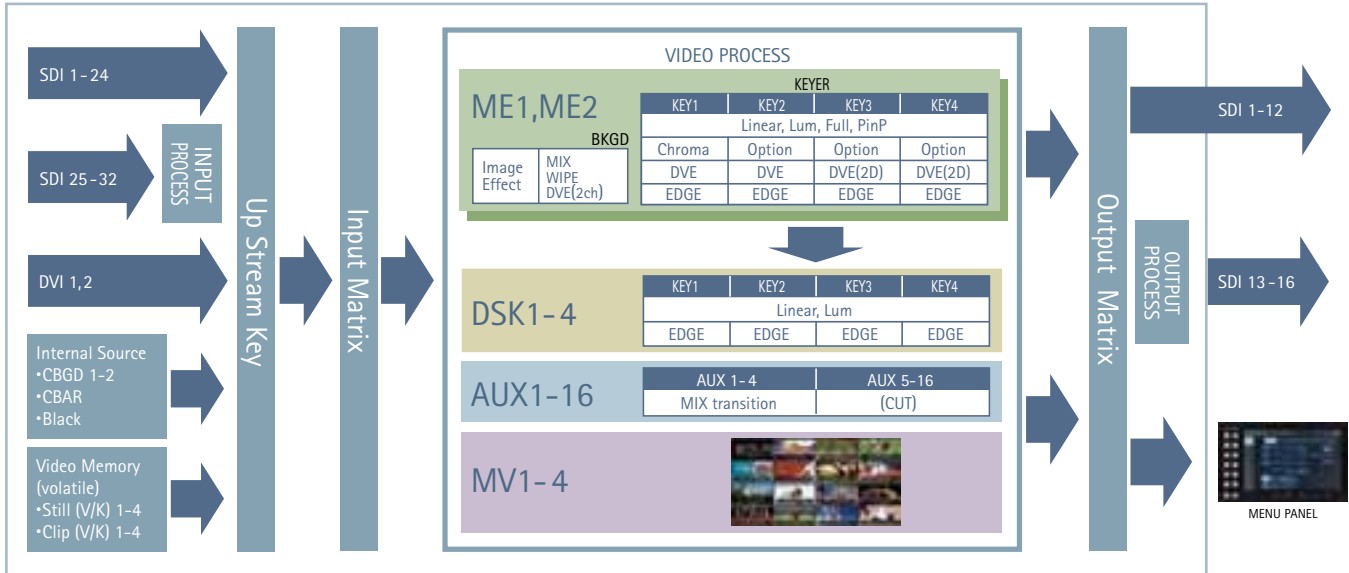 SDI 1-24
SDI 25-32
INPUT
PROCESS
DVI 1,2
Internal Source
•CBGD 1-2
•CBAR
•Black
Video Memory
(volatile)
•Still (V/K) 1-4
•Clip (V/K) 1-4
Up Stream Key
Input Matrix
VIDEO PROCESS
ME1,ME2
BKGD
Image
Effect
MIX
WIPE
DVE(2ch)
KEYER
KEY1 KEY2 KEY3 KEY4
Linear, Lum, Full, PinP
Chroma Option Option Option
DVE DVE DVE(2D) DVE(2D)
EDGE EDGE EDGE EDGE
DSK1-4
KEY1 KEY2 KEY3 KEY4
Linear, Lum
EDGE EDGE EDGE EDGE
AUX1-16
AUX 1-4 AUX 5-16
MIX transition (CUT)
MV1-4
Output Matrix
SDI 1-12
OUTPUT
PROCESS
SDI 13-16
MENU PANEL